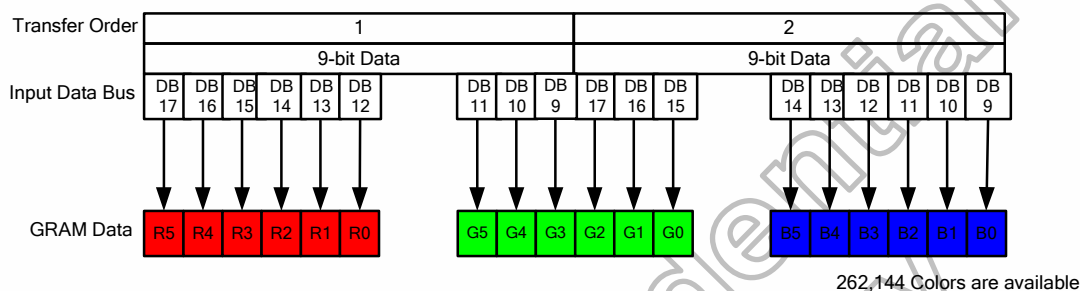 Transfer Order 1 2
9-bit Data 9-bit Data
Input Data Bus DB 17 DB 16 DB 15 DB 14 DB 13 DB 12 DB 11 DB 10 DB 9 DB 17 DB 16 DB 15 DB 14 DB 13 DB 12 DB 11 DB 10 DB 9
GRAM Data R5 R4 R3 R2 R1 R0 G5 G4 G3 G2 G1 G0 B5 B4 B3 B2 B1 B0
262,144 Colors are available